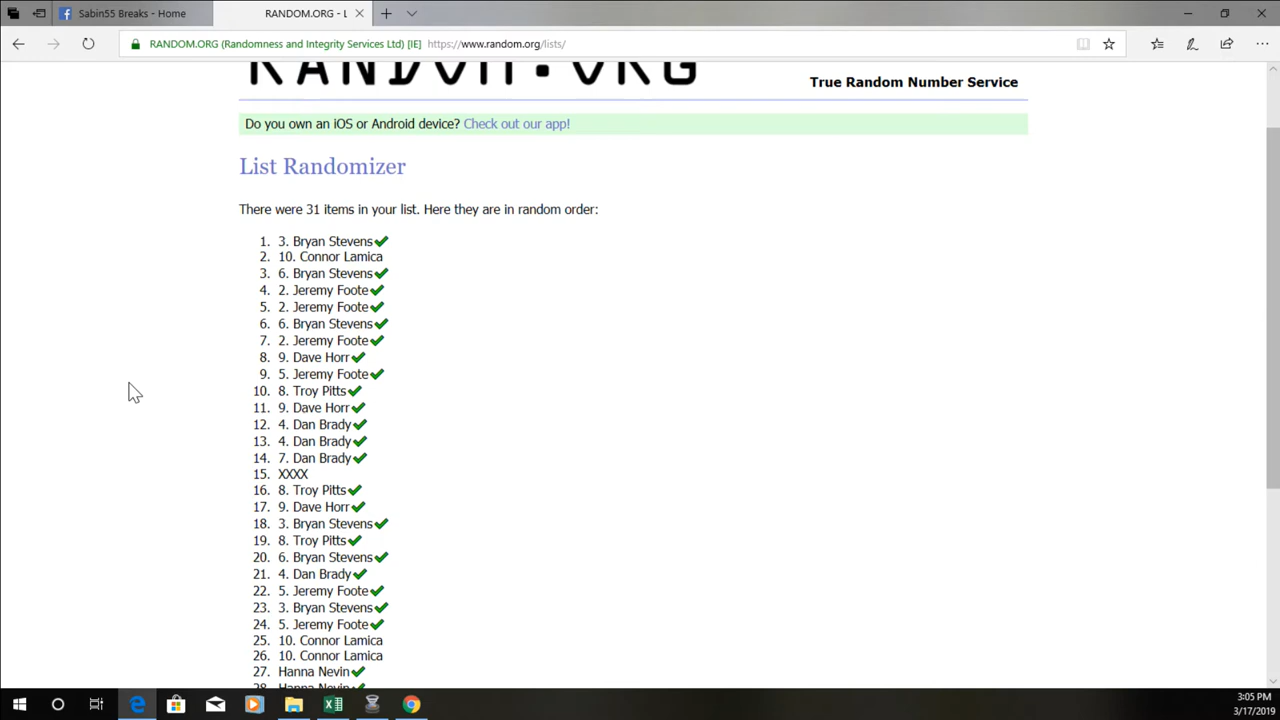 Sabin55 Breaks - Home
RANDOM.ORG - L
RANDOM.ORG (Randomness and Integrity Services Ltd) [IE] https://www.random.org/lists/
RANDOM.ORG
True Random Number Service
Do you own an iOS or Android device? Check out our app!
List Randomizer
There were 31 items in your list. Here they are in random order:
1. 3. Bryan Stevens✔
2. 10. Connor Lamica
3. 6. Bryan Stevens✔
4. 2. Jeremy Foote✔
5. 2. Jeremy Foote✔
6. 6. Bryan Stevens✔
7. 2. Jeremy Foote✔
8. 9. Dave Horr✔
9. 5. Jeremy Foote✔
10. 8. Troy Pitts✔
11. 9. Dave Horr✔
12. 4. Dan Brady✔
13. 4. Dan Brady✔
14. 7. Dan Brady✔
15. XXXX
16. 8. Troy Pitts✔
17. 9. Dave Horr✔
18. 3. Bryan Stevens✔
19. 8. Troy Pitts✔
20. 6. Bryan Stevens✔
21. 4. Dan Brady✔
22. 5. Jeremy Foote✔
23. 3. Bryan Stevens✔
24. 5. Jeremy Foote✔
25. 10. Connor Lamica
26. 10. Connor Lamica
27. Hanna Nevin✔
28. Hanna Nevin✔
3:05 PM
3/17/2019